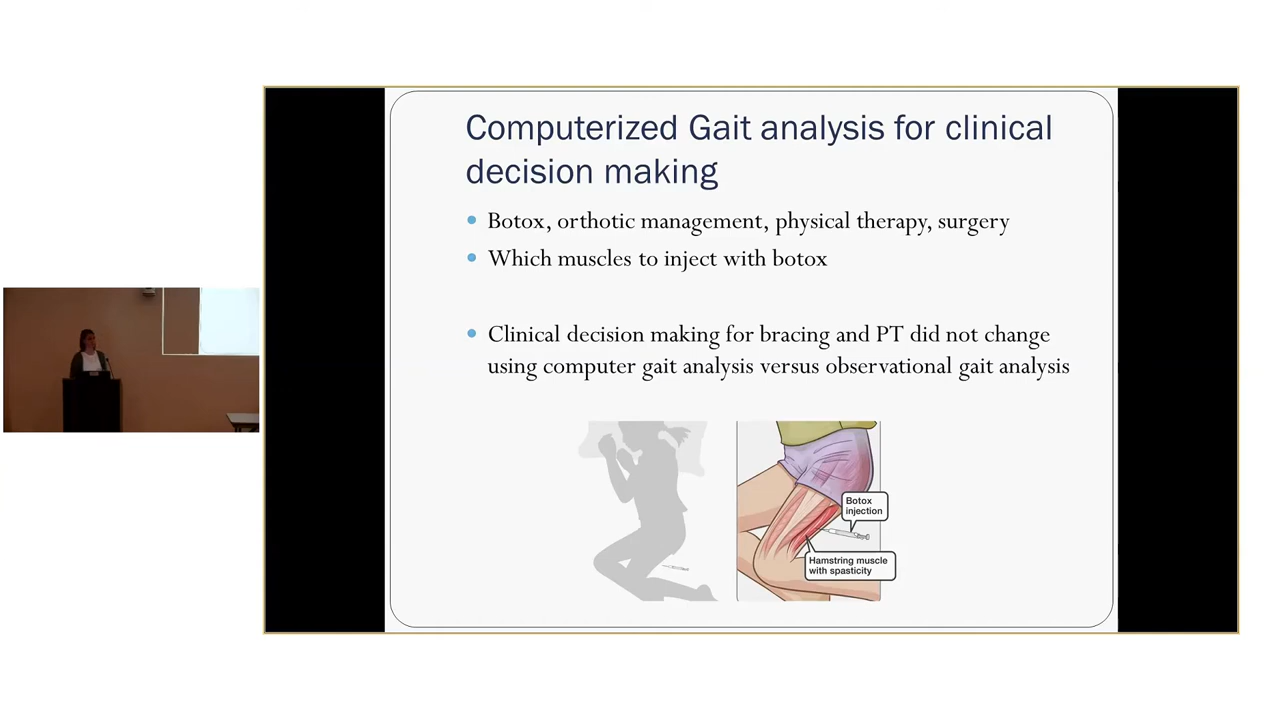 Computerized Gait analysis for clinical
decision making
Botox, orthotic management, physical therapy, surgery
Which muscles to inject with botox
Clinical decision making for bracing and PT did not change
using computer gait analysis versus observational gait analysis
Botox
injection
Hamstring muscle
with spasticity